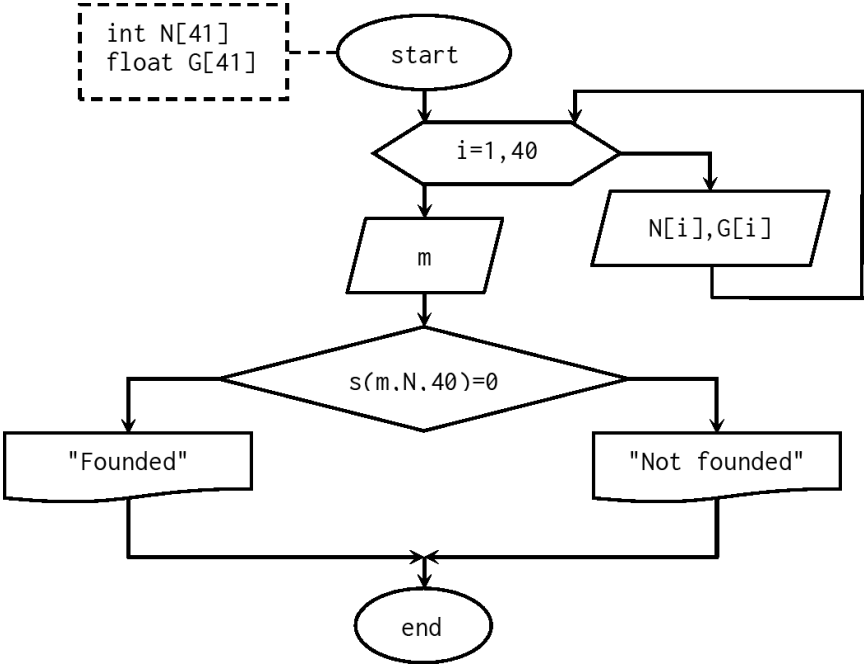 int N[41]
float G[41]
start
i=1,40
N[i],G[i]
m
s(m,N,40)=0
"Founded"
"Not founded"
end